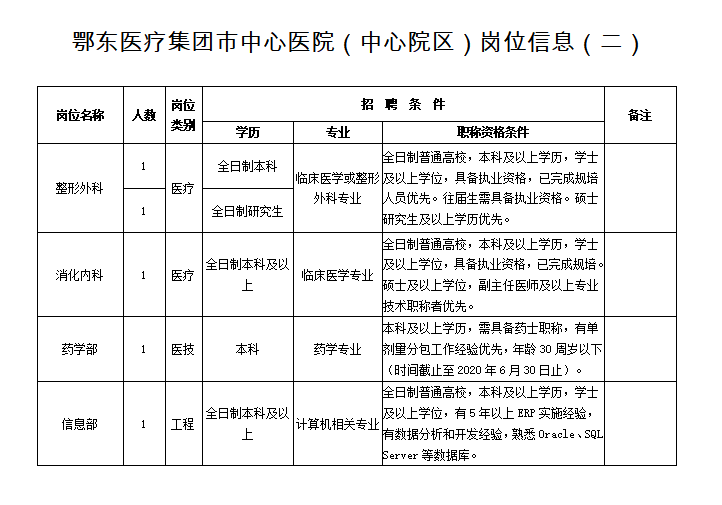 鄂东医疗集团市中心医院（中心院区）岗位信息（二）
岗位名称
人数
岗位
类别
招 聘 条 件
备注
学历
专业
职称资格条件
整形外科
1
医疗
全日制本科
临床医学或整形
外科专业
全日制普通高校，本科及以上学历，学士
及以上学位，具备执业资格，已完成规培
人员优先。往届生需具备执业资格。硕士
研究生及以上学历优先。
1
全日制研究生
消化内科
1
医疗
全日制本科及以
上
临床医学专业
全日制普通高校，本科及以上学历，学士
及以上学位，具备执业资格，已完成规培。
硕士及以上学位，副主任医师及以上专业
技术职称者优先。
药学部
1
医技
本科
药学专业
本科及以上学历，需具备药士职称，有单
剂量分包工作经验优先，年龄30周岁以下
（时间截止至2020年6月30日止）。
信息部
1
工程
全日制本科及以
上
计算机相关专业
全日制普通高校，本科及以上学历，学士
及以上学位，有5年以上ERP实施经验，
有数据分析和开发经验，熟悉Oracle、SQL
Server等数据库。